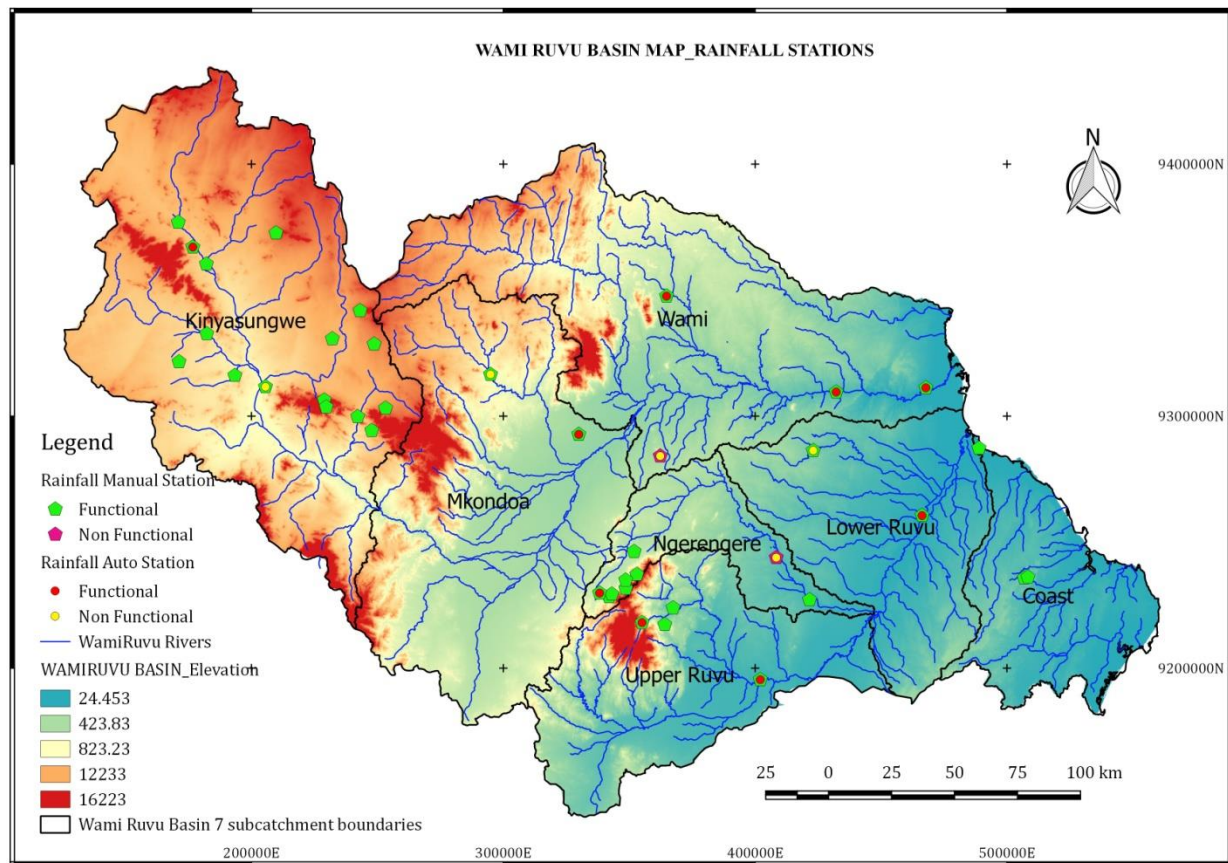 WAMI RUVU BASIN MAP_RAINFALL STATIONS
N
9400000N
Kinyasungwe
Wami
9300000N
Legend
Rainfall Manual Station
Functional
Non Functional
Rainfall Auto Station
Functional
Non Functional
WamiRuvu Rivers
WAMIRUVU BASIN_Elevation
24.453
423.83
823.23
12233
16223
Wami Ruvu Basin 7 subcatchment boundaries
Mkondoa
Lower Ruvu
Ngerengere
Coast
Upper Ruvu
9200000N
25 0 25 50 75 100 km
200000E 300000E 400000E 500000E